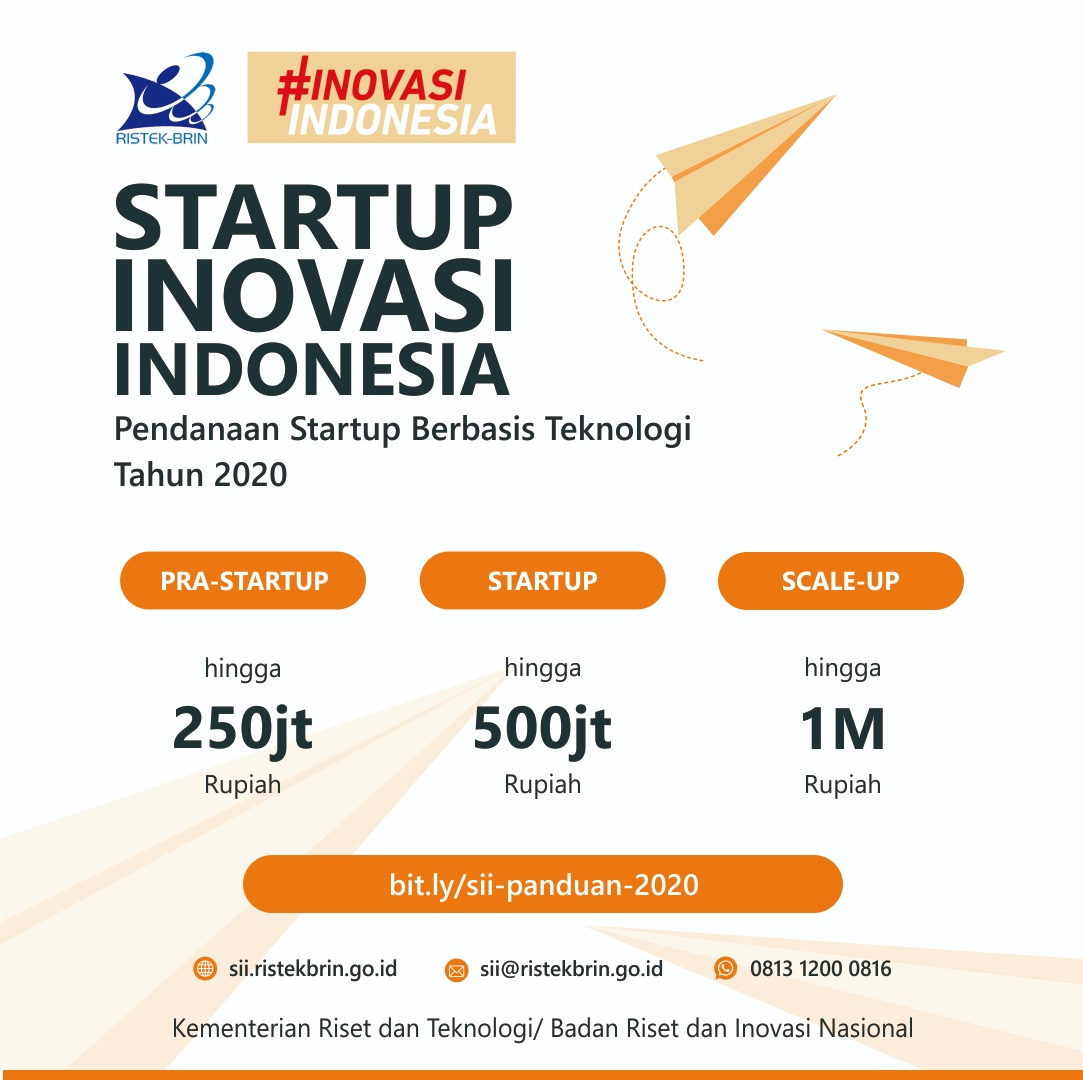 RISTEK-BRIN
#INOVASI
INDONESIA
STARTUP
INOVASI
INDONESIA
Pendanaan Startup Berbasis Teknologi
Tahun 2020
PRA-STARTUP
hingga
250jt
Rupiah
STARTUP
hingga
500jt
Rupiah
SCALE-UP
hingga
1M
Rupiah
bit.ly/sii-panduan-2020
sii.ristekbrin.go.id
sii@ristekbrin.go.id
0813 1200 0816
Kementerian Riset dan Teknologi/ Badan Riset dan Inovasi Nasional